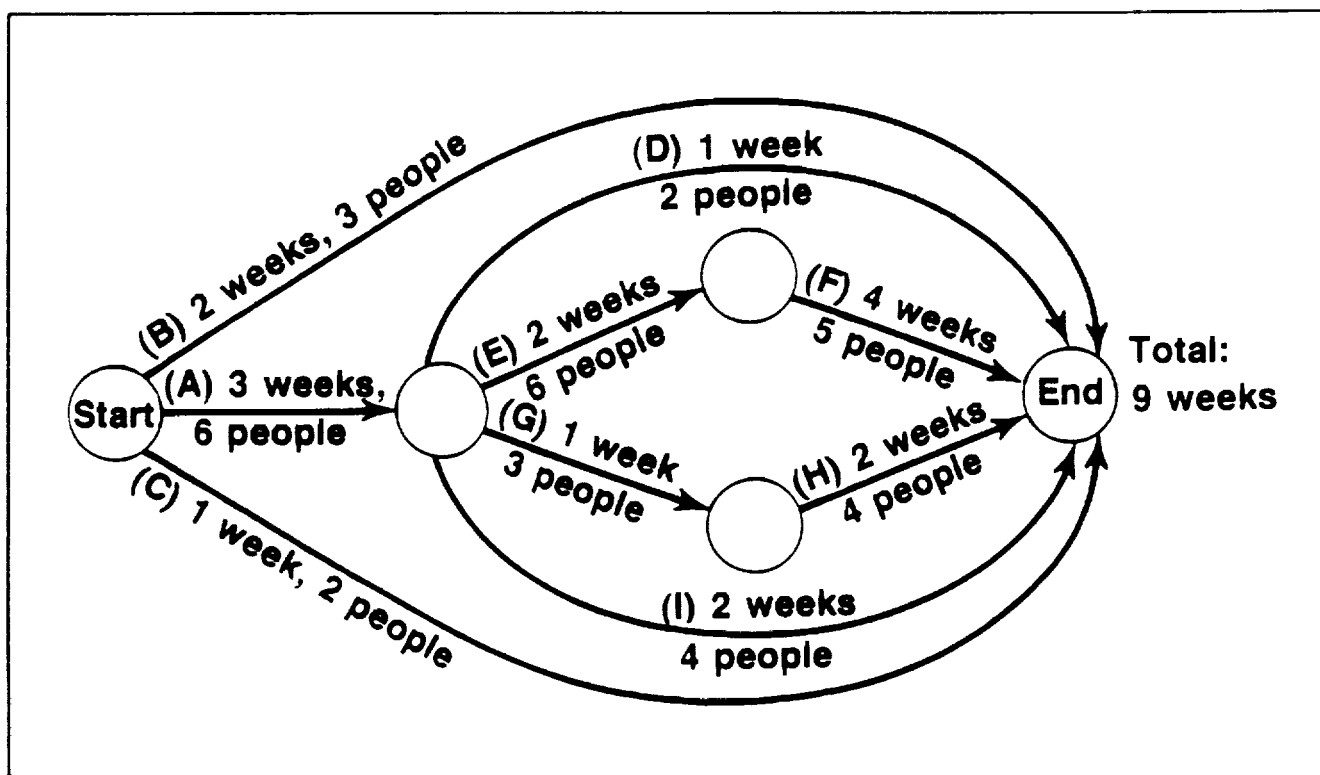 (B) 2 weeks, 3 people
(D) 1 week
2 people
(E) 2 weeks
6 people
(F) 4 weeks
5 people
Start
(A) 3 weeks,
6 people
End
Total:
9 weeks
(G) 1 week
3 people
(H) 2 weeks
4 people
(C) 1 week, 2 people
(I) 2 weeks
4 people